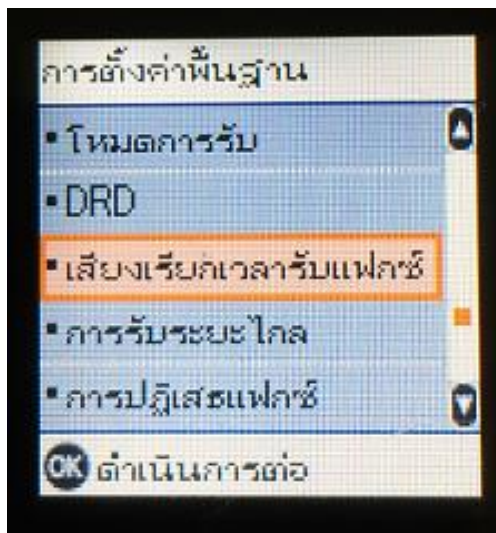 การตั้งค่าพื้นฐาน
▪ โหมดการรับ
▪ DRD
▪ เสียงเรียกเวลารับแฟกซ์
▪ การรับระยะไกล
▪ การปฏิเสธแฟกซ์
OK ดำเนินการต่อ